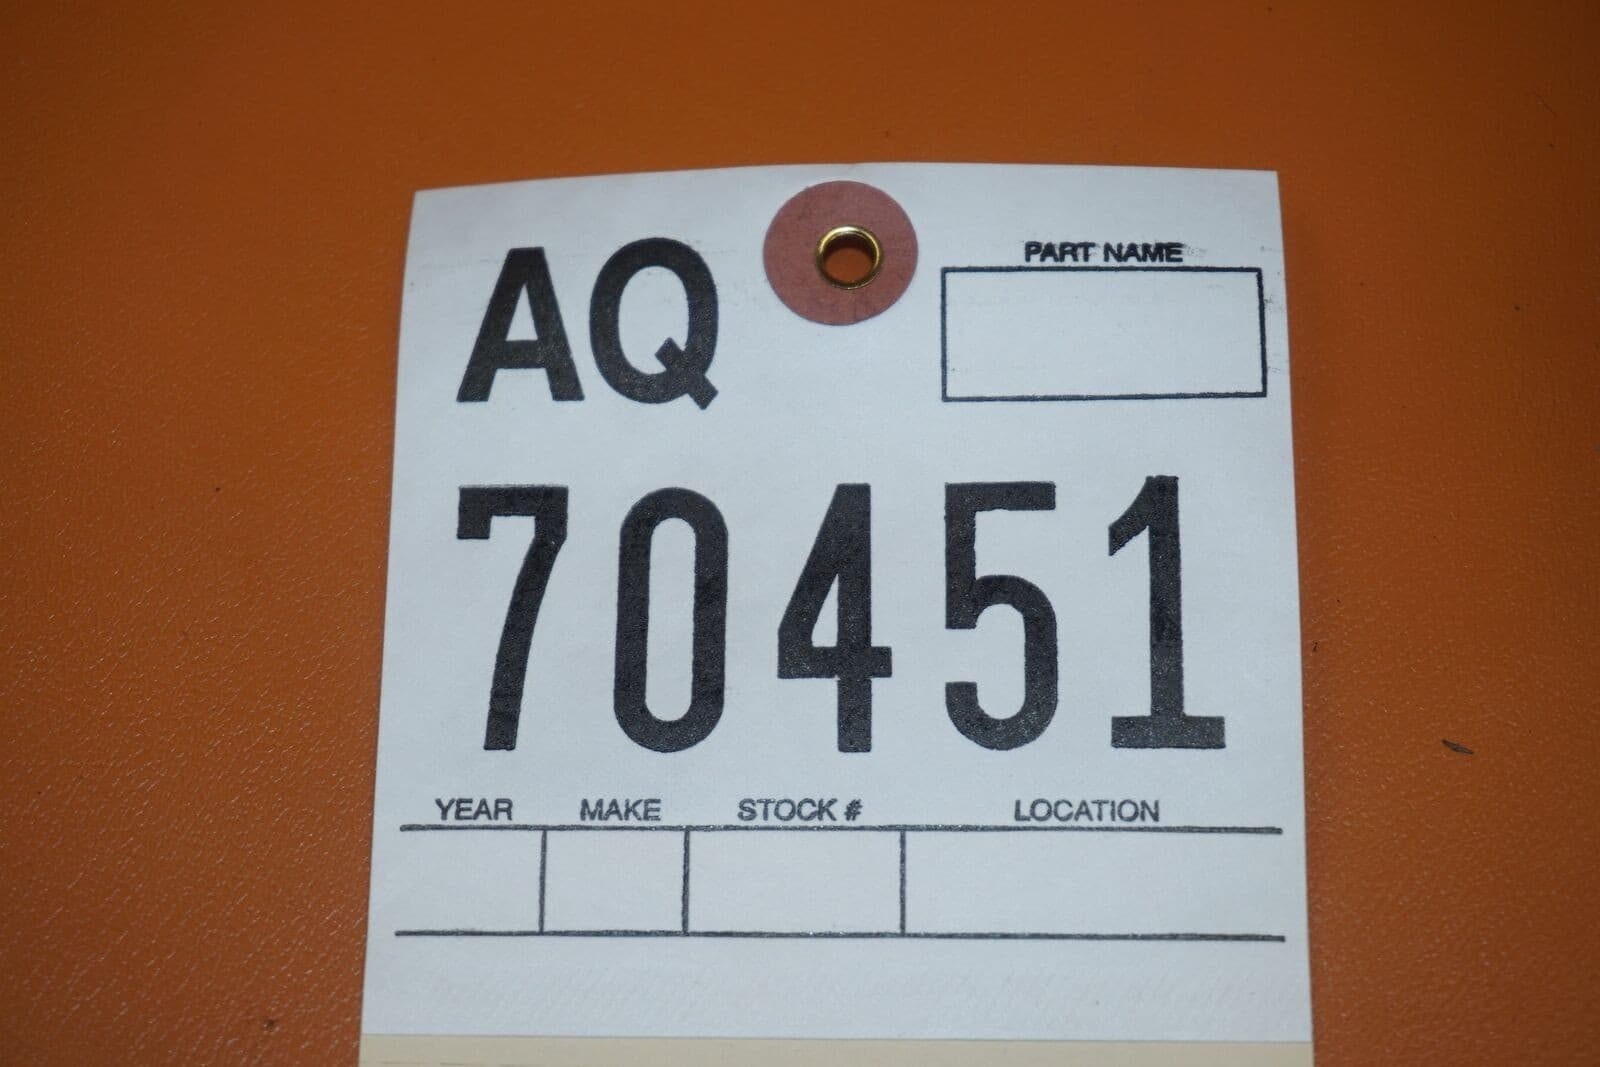 AQ
PART NAME
70451
YEAR MAKE STOCK # LOCATION